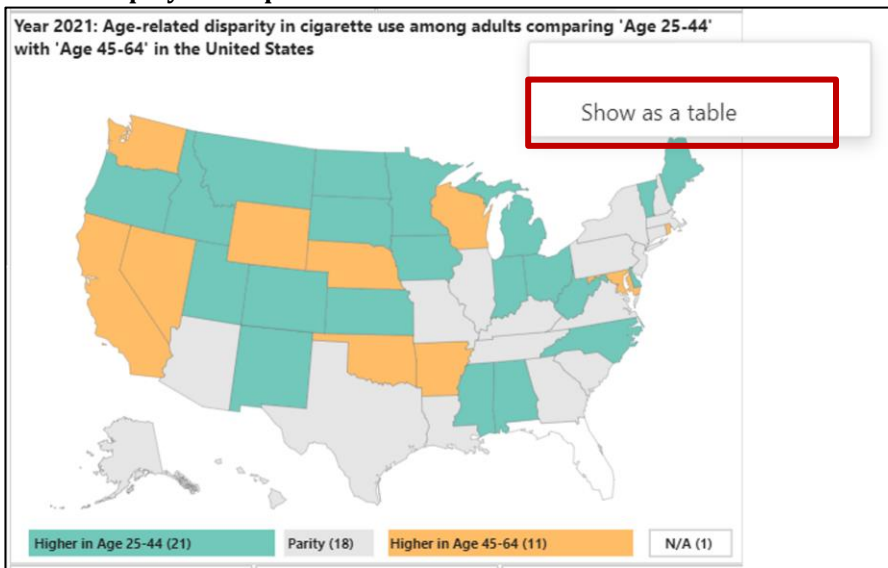 Year 2021: Age-related disparity in cigarette use among adults comparing 'Age 25-44'
with 'Age 45-64' in the United States
Show as a table
Higher in Age 25-44 (21)
Parity (18)
Higher in Age 45-64 (11)
N/A (1)